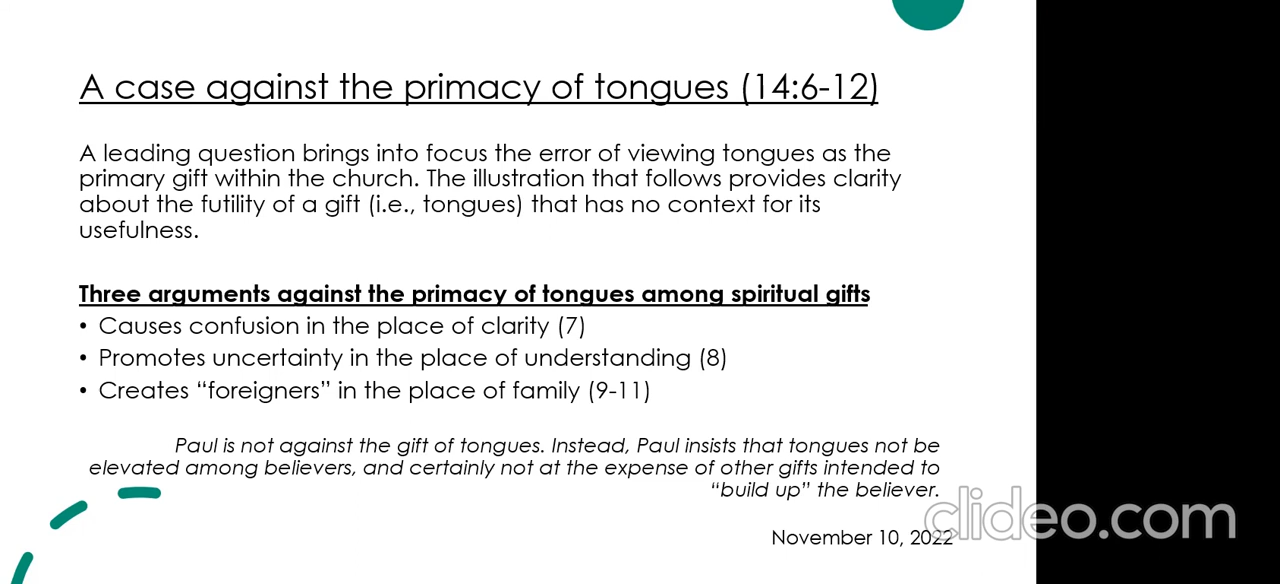 A case against the primacy of tongues (14:6-12)
A leading question brings into focus the error of viewing tongues as the
primary gift within the church. The illustration that follows provides clarity
about the futility of a gift (i.e., tongues) that has no context for its
usefulness.
Three arguments against the primacy of tongues among spiritual gifts
• Causes confusion in the place of clarity (7)
• Promotes uncertainty in the place of understanding (8)
• Creates “foreigners” in the place of family (9-11)
Paul is not against the gift of tongues. Instead, Paul insists that tongues not be
elevated among believers, and certainly not at the expense of other gifts intended to
“build up” the believer.
clideo.com
November 10, 2022